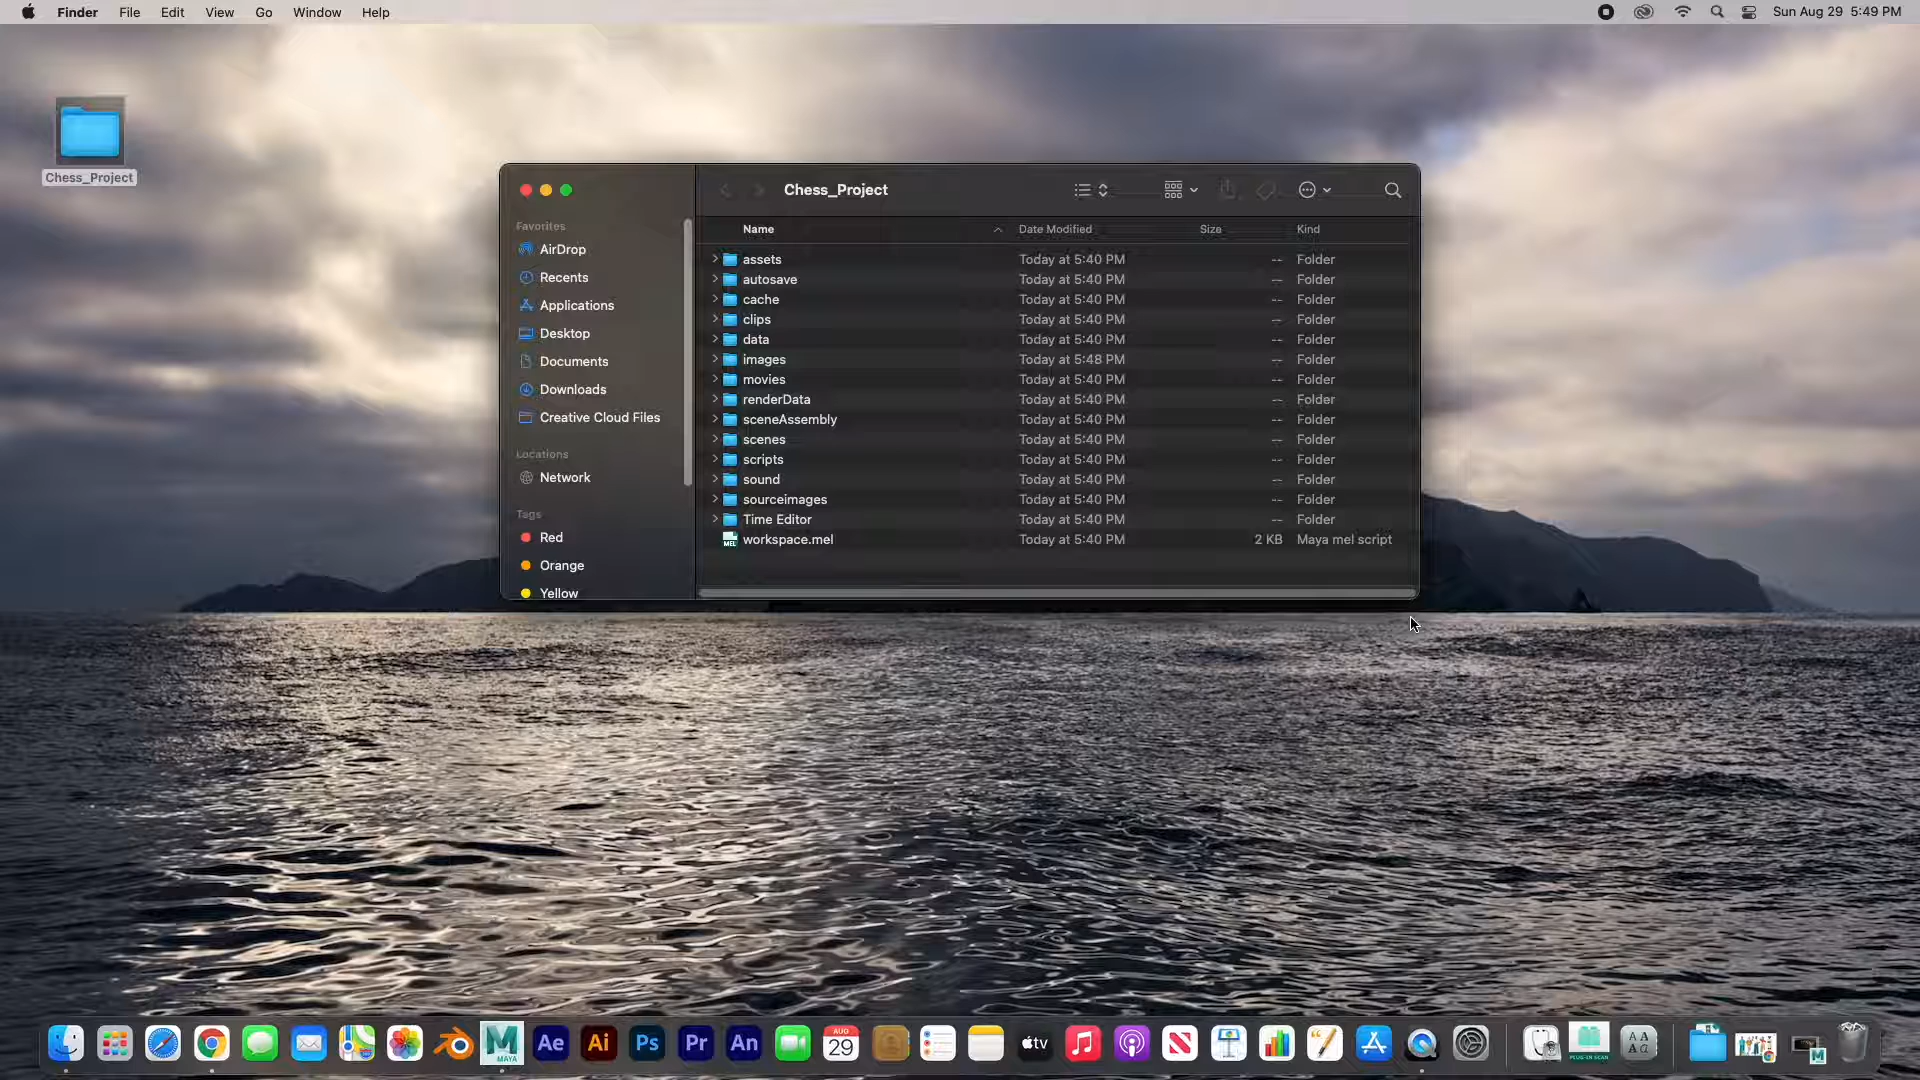 Finder File Edit View Go Window Help Sun Aug 29 5:49 PM
Chess_Project
Chess_Project
Favorites
AirDrop
Recents
Applications
Desktop
Documents
Downloads
Creative Cloud Files
Locations
Network
Tags
Red
Orange
Yellow
Name Date Modified Size Kind
assets Today at 5:40 PM -- Folder
autosave Today at 5:40 PM -- Folder
cache Today at 5:40 PM -- Folder
clips Today at 5:40 PM -- Folder
data Today at 5:40 PM -- Folder
images Today at 5:48 PM -- Folder
movies Today at 5:40 PM -- Folder
renderData Today at 5:40 PM -- Folder
sceneAssembly Today at 5:40 PM -- Folder
scenes Today at 5:40 PM -- Folder
scripts Today at 5:40 PM -- Folder
sound Today at 5:40 PM -- Folder
sourceimages Today at 5:40 PM -- Folder
Time Editor Today at 5:40 PM -- Folder
MEL workspace.mel Today at 5:40 PM 2 KB Maya mel script
M MAYA Ae Ai Ps Pr An AUG 29 tv PLUG-IN SCAN A A A A M